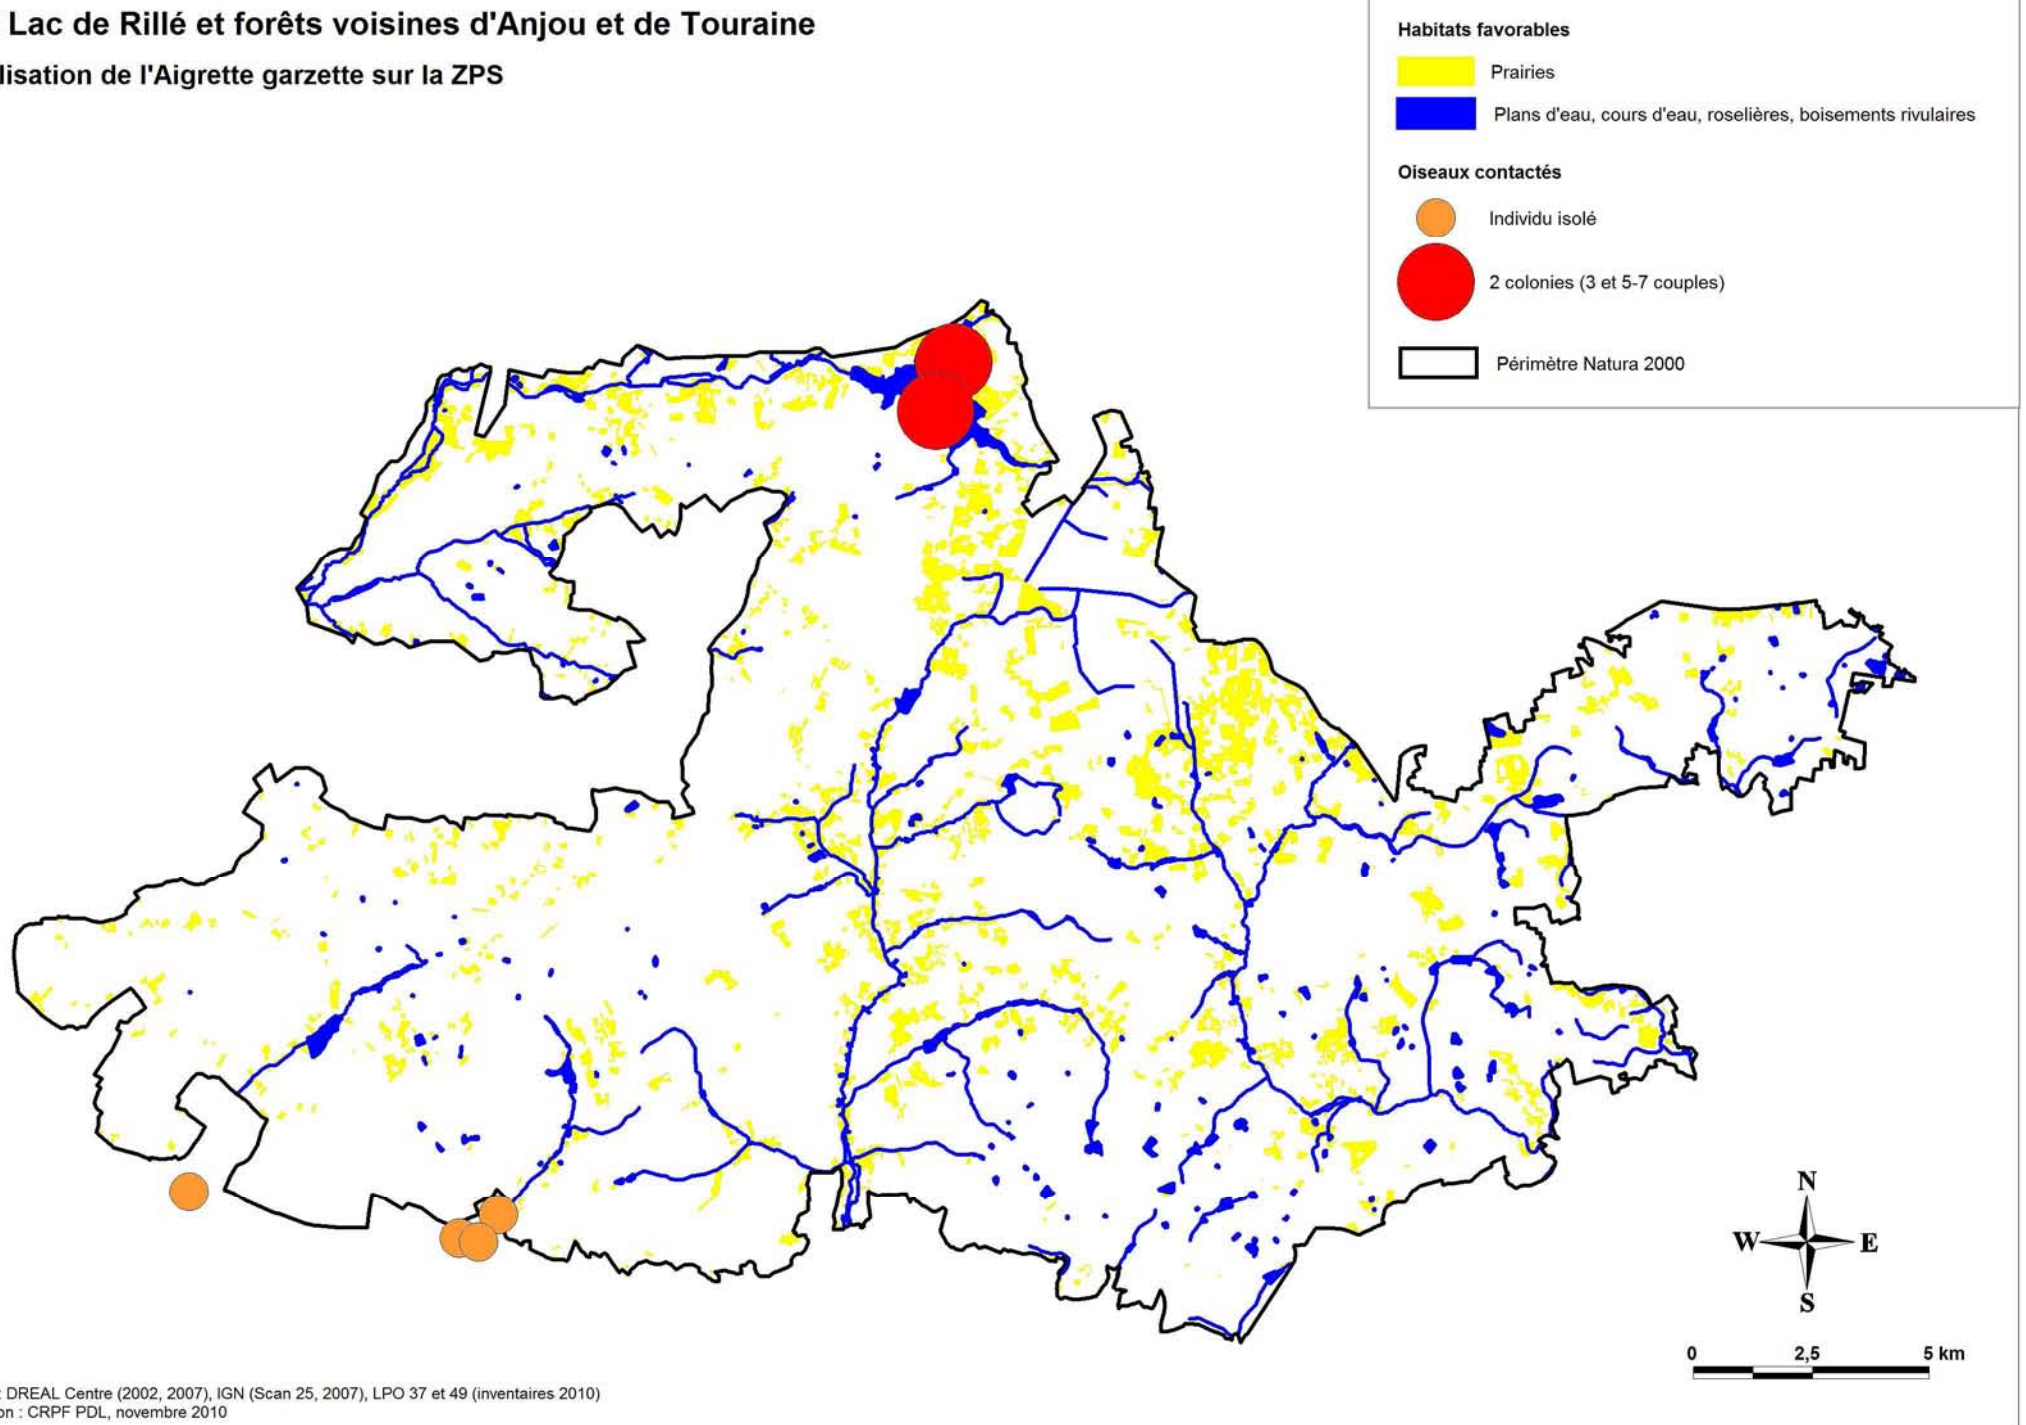 Lac de Rillé et forêts voisines d'Anjou et de Touraine
lisation de l'Aigrette garzette sur la ZPS
Habitats favorables
Prairies
Plans d'eau, cours d'eau, roselières, boisements rivulaires
Oiseaux contactés
Individu isolé
2 colonies (3 et 5-7 couples)
Périmètre Natura 2000
N
W E
S
0 2,5 5 km
: DREAL Centre (2002, 2007), IGN (Scan 25, 2007), LPO 37 et 49 (inventaires 2010)
on : CRPF PDL, novembre 2010